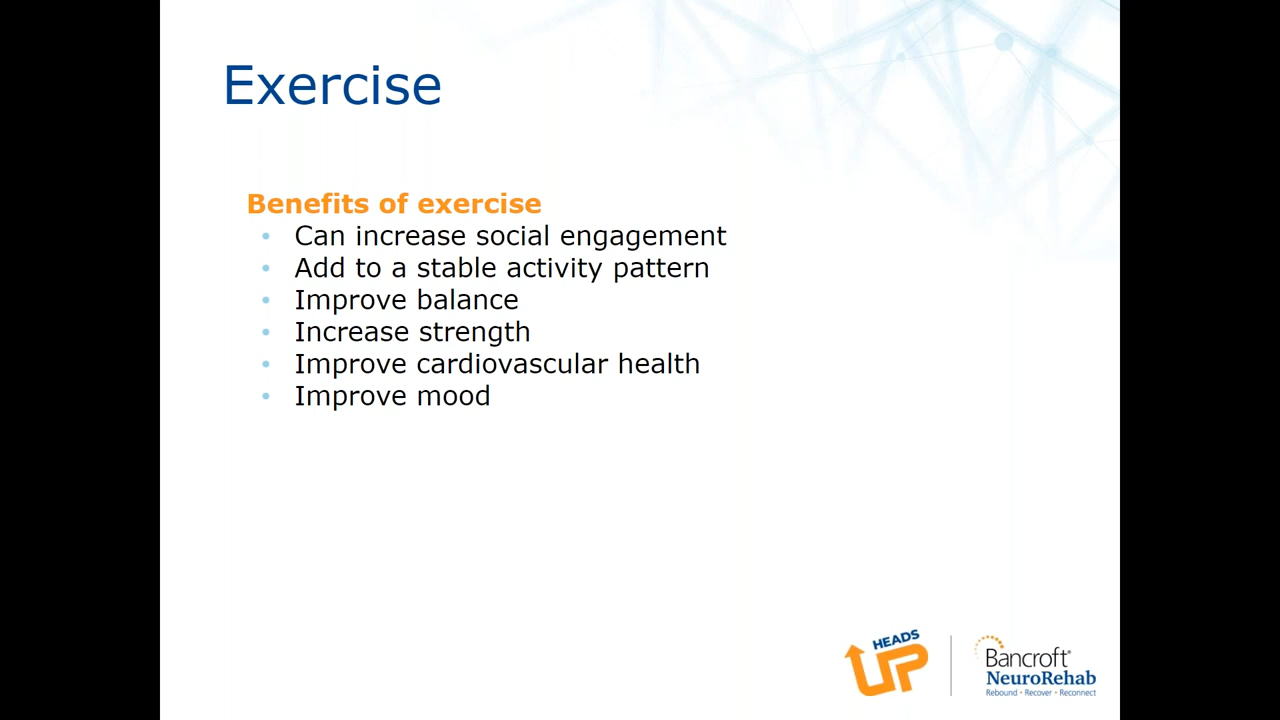 Exercise
Benefits of exercise
• Can increase social engagement
• Add to a stable activity pattern
• Improve balance
• Increase strength
• Improve cardiovascular health
• Improve mood
HEADS
UP
Bancroft®
NeuroRehab
Rebound • Recover • Reconnect